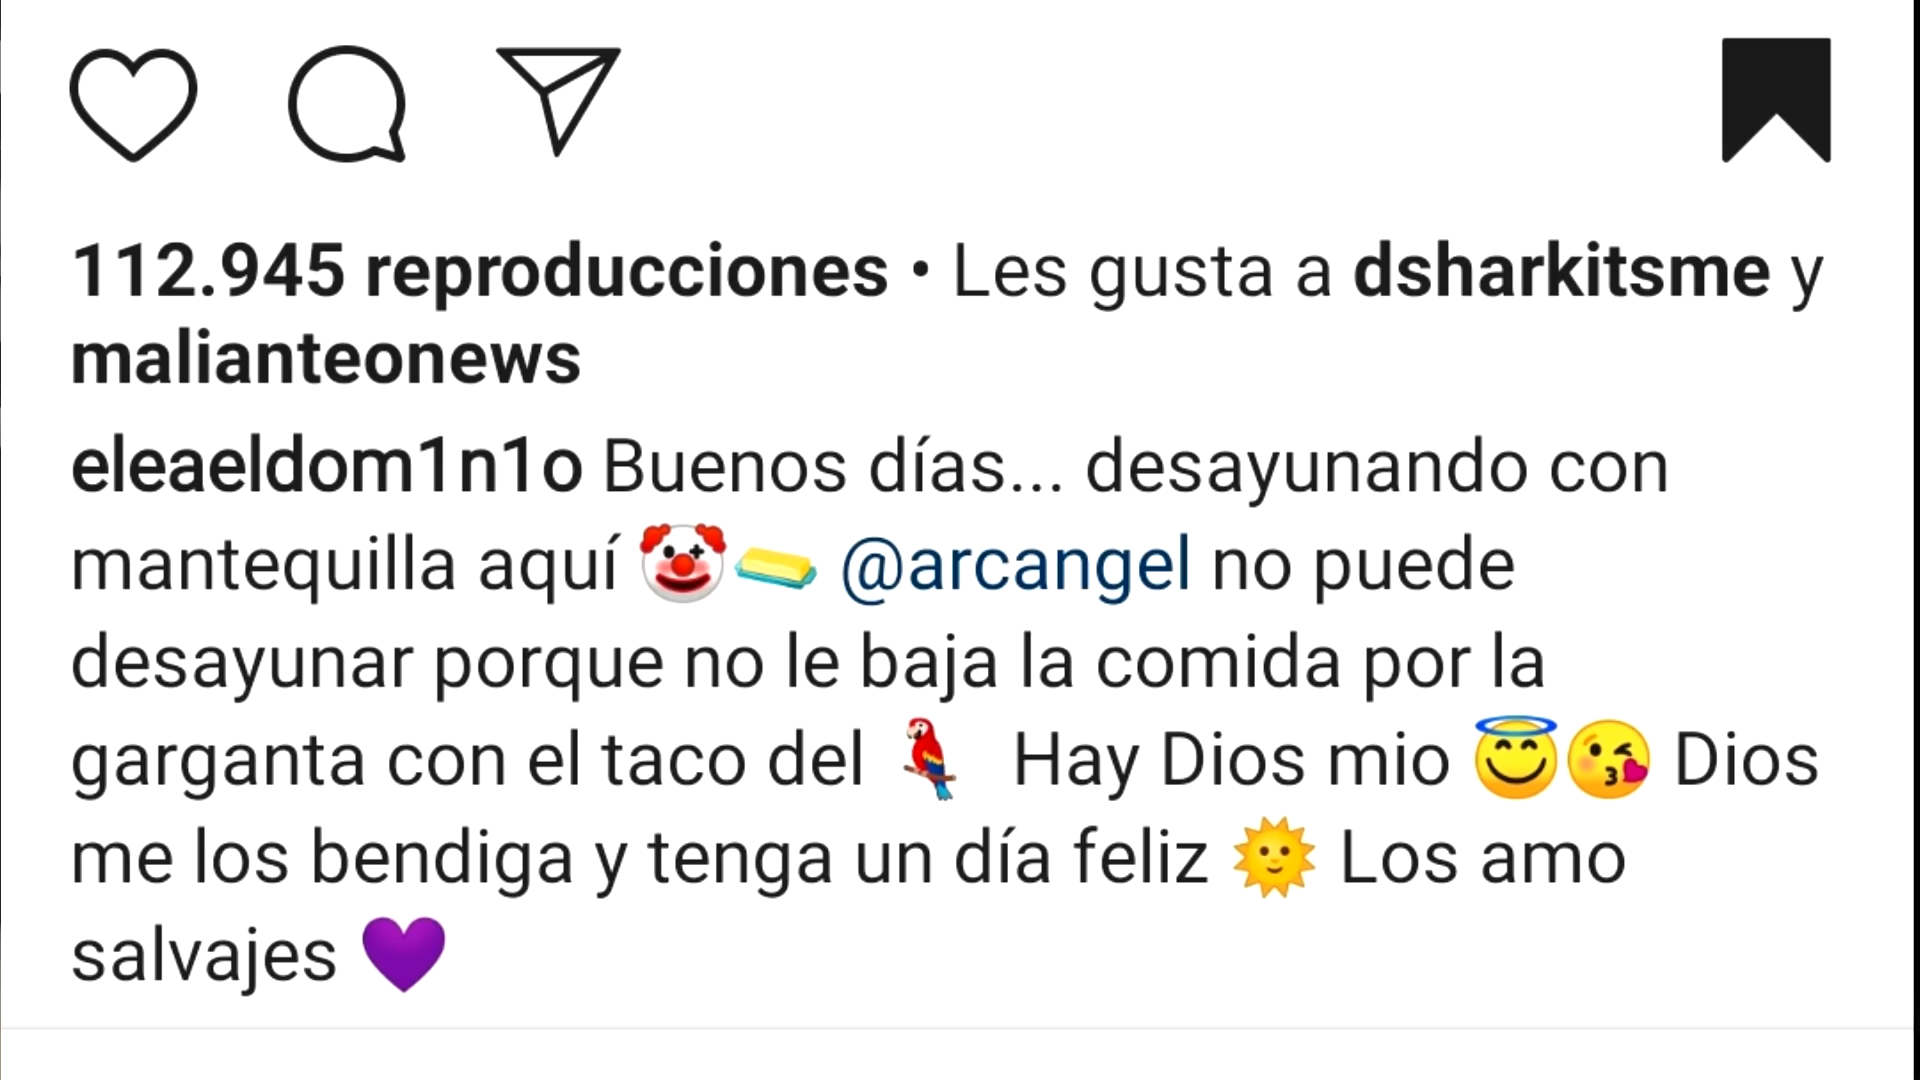 112.945 reproducciones • Les gusta a dsharkitsme y
malianteonews
eleaeldom1n1o Buenos días... desayunando con
mantequilla aquí 🤡🧈 @arcangel no puede
desayunar porque no le baja la comida por la
garganta con el taco del 🦜 Hay Dios mio 😇😘 Dios
me los bendiga y tenga un día feliz 🌞 Los amo
salvajes 💜